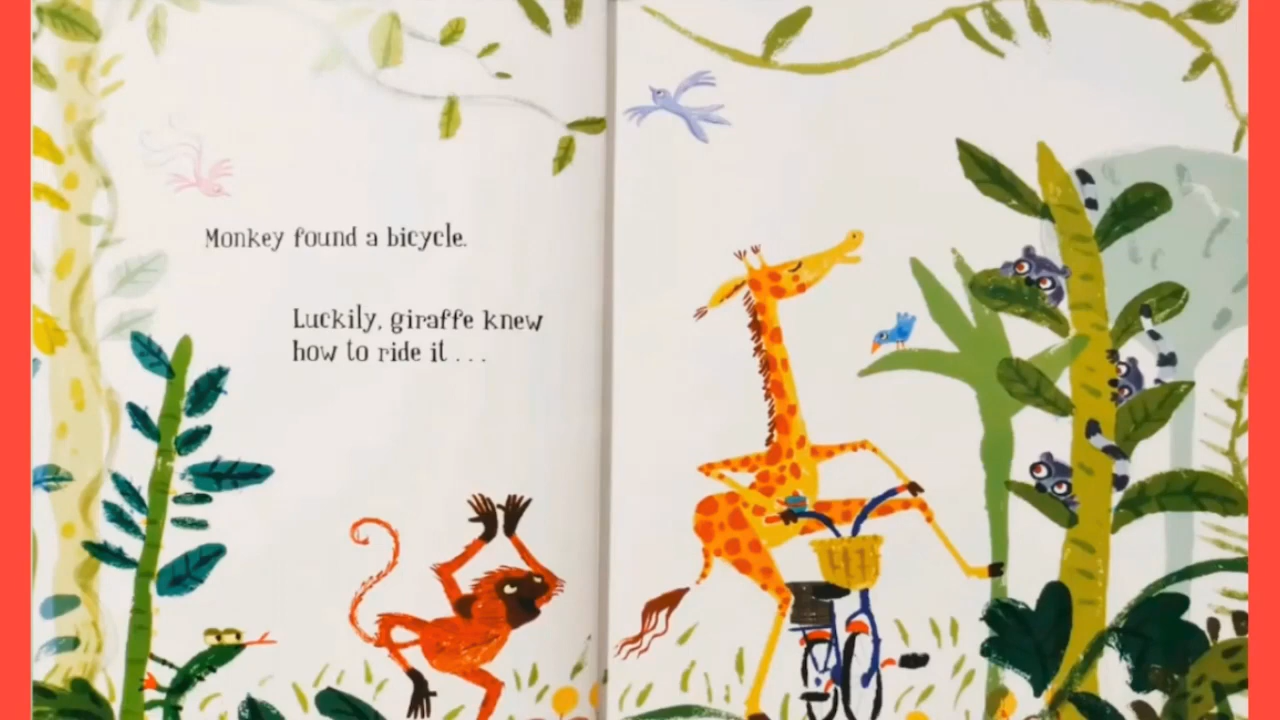 Monkey found a bicycle.
Luckily, giraffe knew
how to ride it . . .